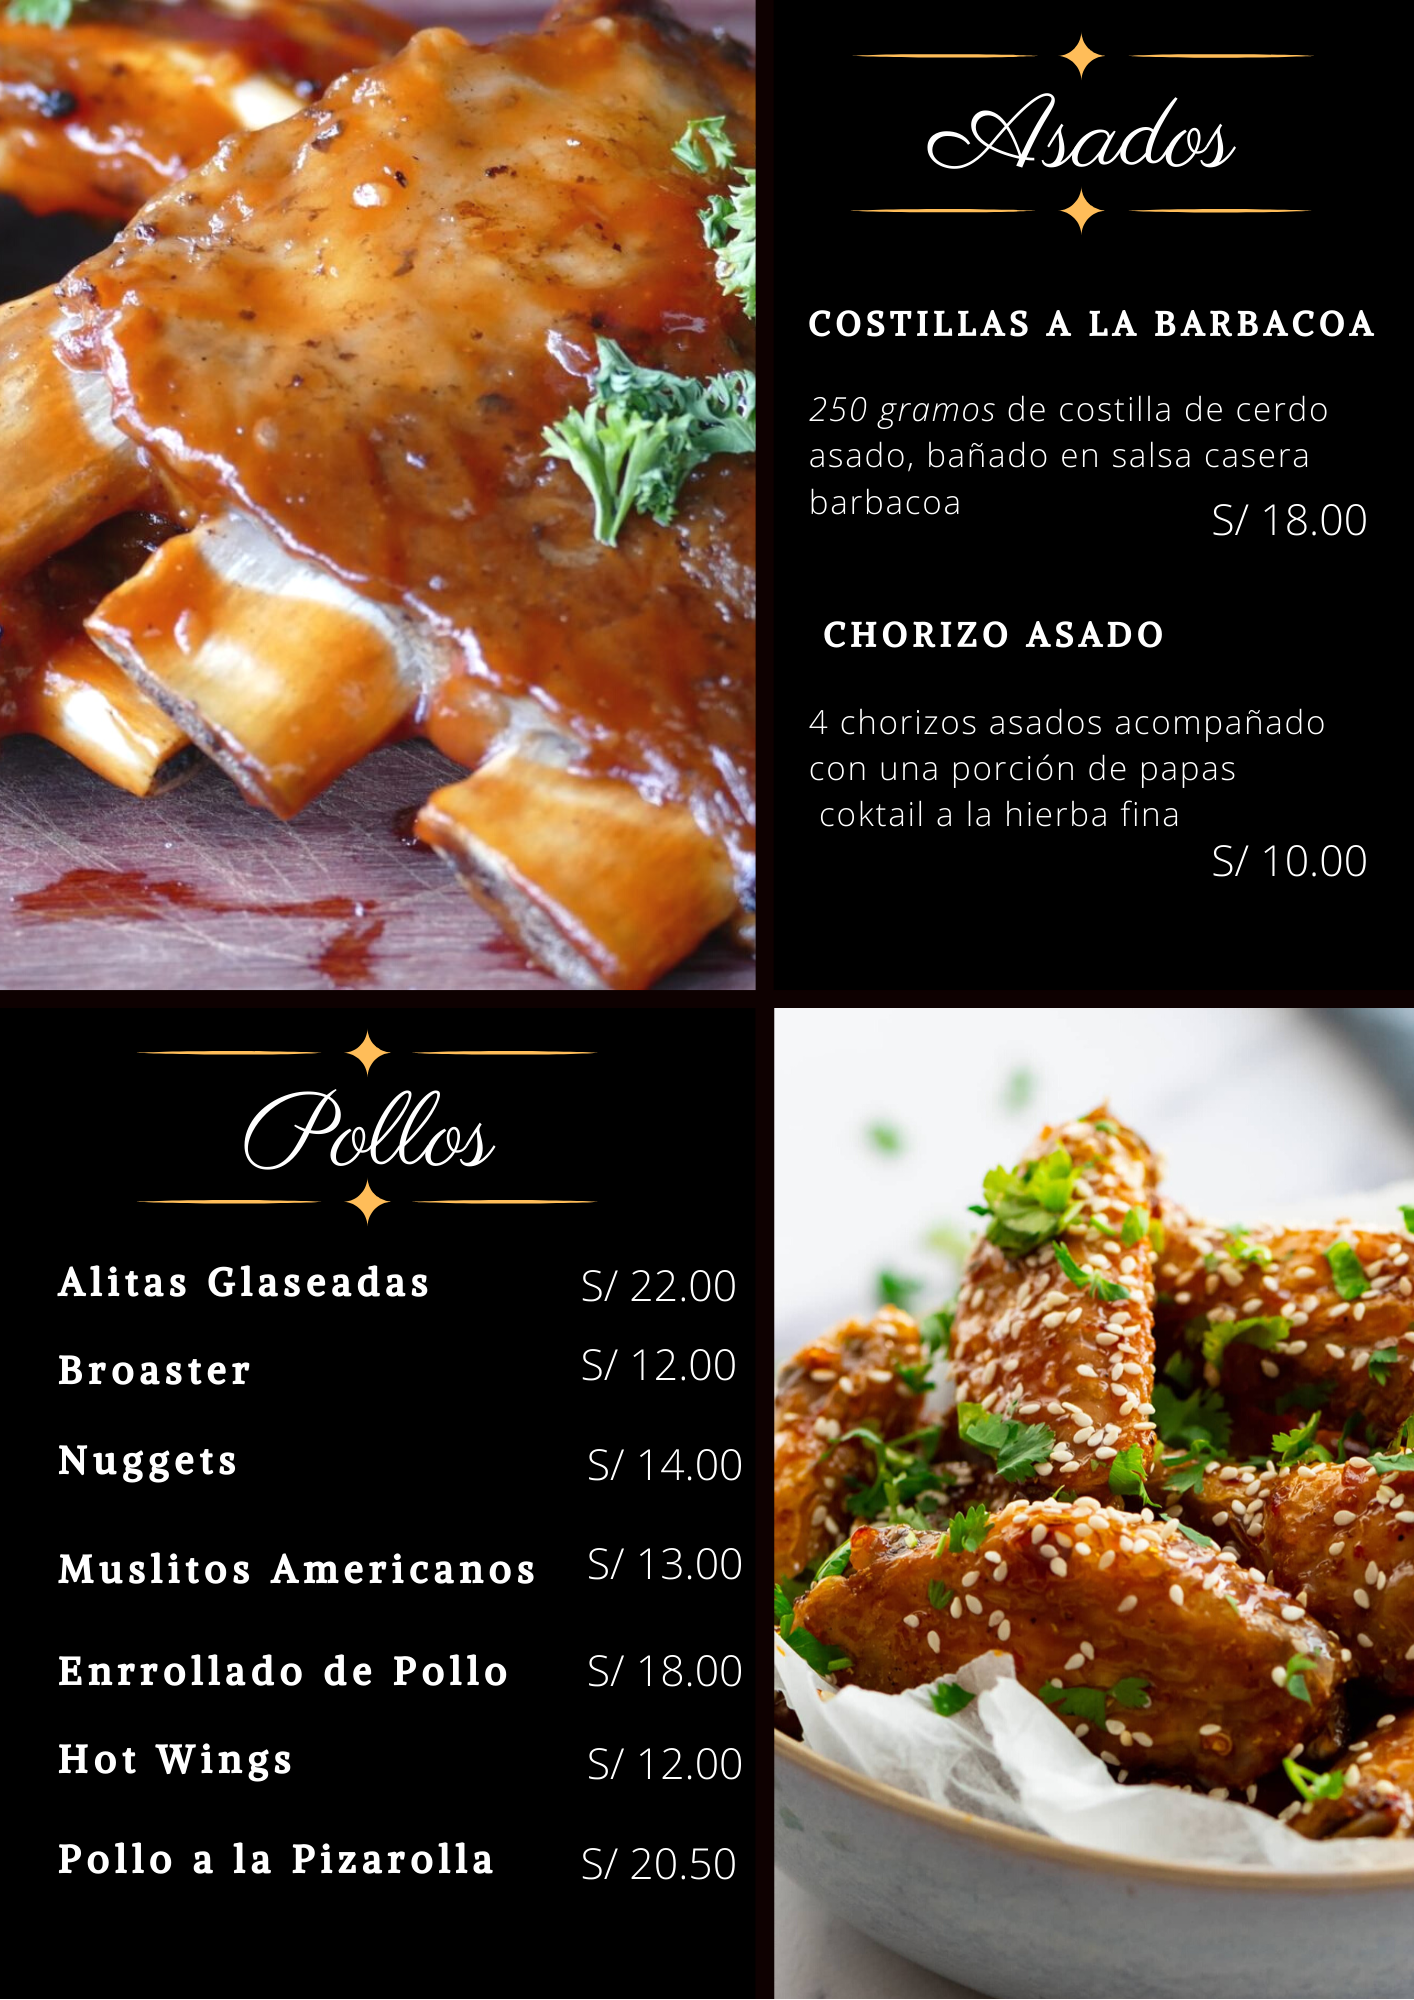 Asados
COSTILLAS A LA BARBACOA
250 gramos de costilla de cerdo
asado, bañado en salsa casera
barbacoa
S/ 18.00
CHORIZO ASADO
4 chorizos asados acompañado
con una porción de papas
coktail a la hierba fina
S/ 10.00
Pollos
Alitas Glaseadas S/ 22.00
Broaster S/ 12.00
Nuggets S/ 14.00
Muslitos Americanos S/ 13.00
Enrrollado de Pollo S/ 18.00
Hot Wings S/ 12.00
Pollo a la Pizarolla S/ 20.50